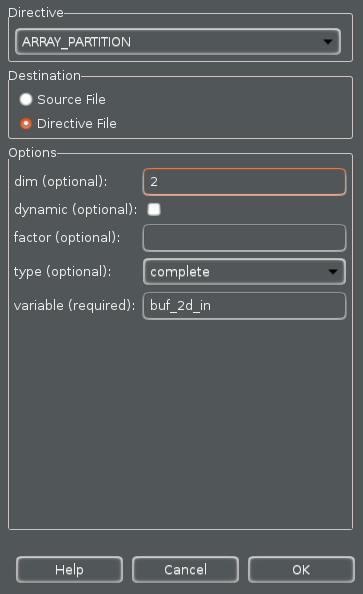 Directive
ARRAY_PARTITION
Destination
Source File
Directive File
Options
dim (optional): 2
dynamic (optional):
factor (optional):
type (optional): complete
variable (required): buf_2d_in
Help Cancel OK